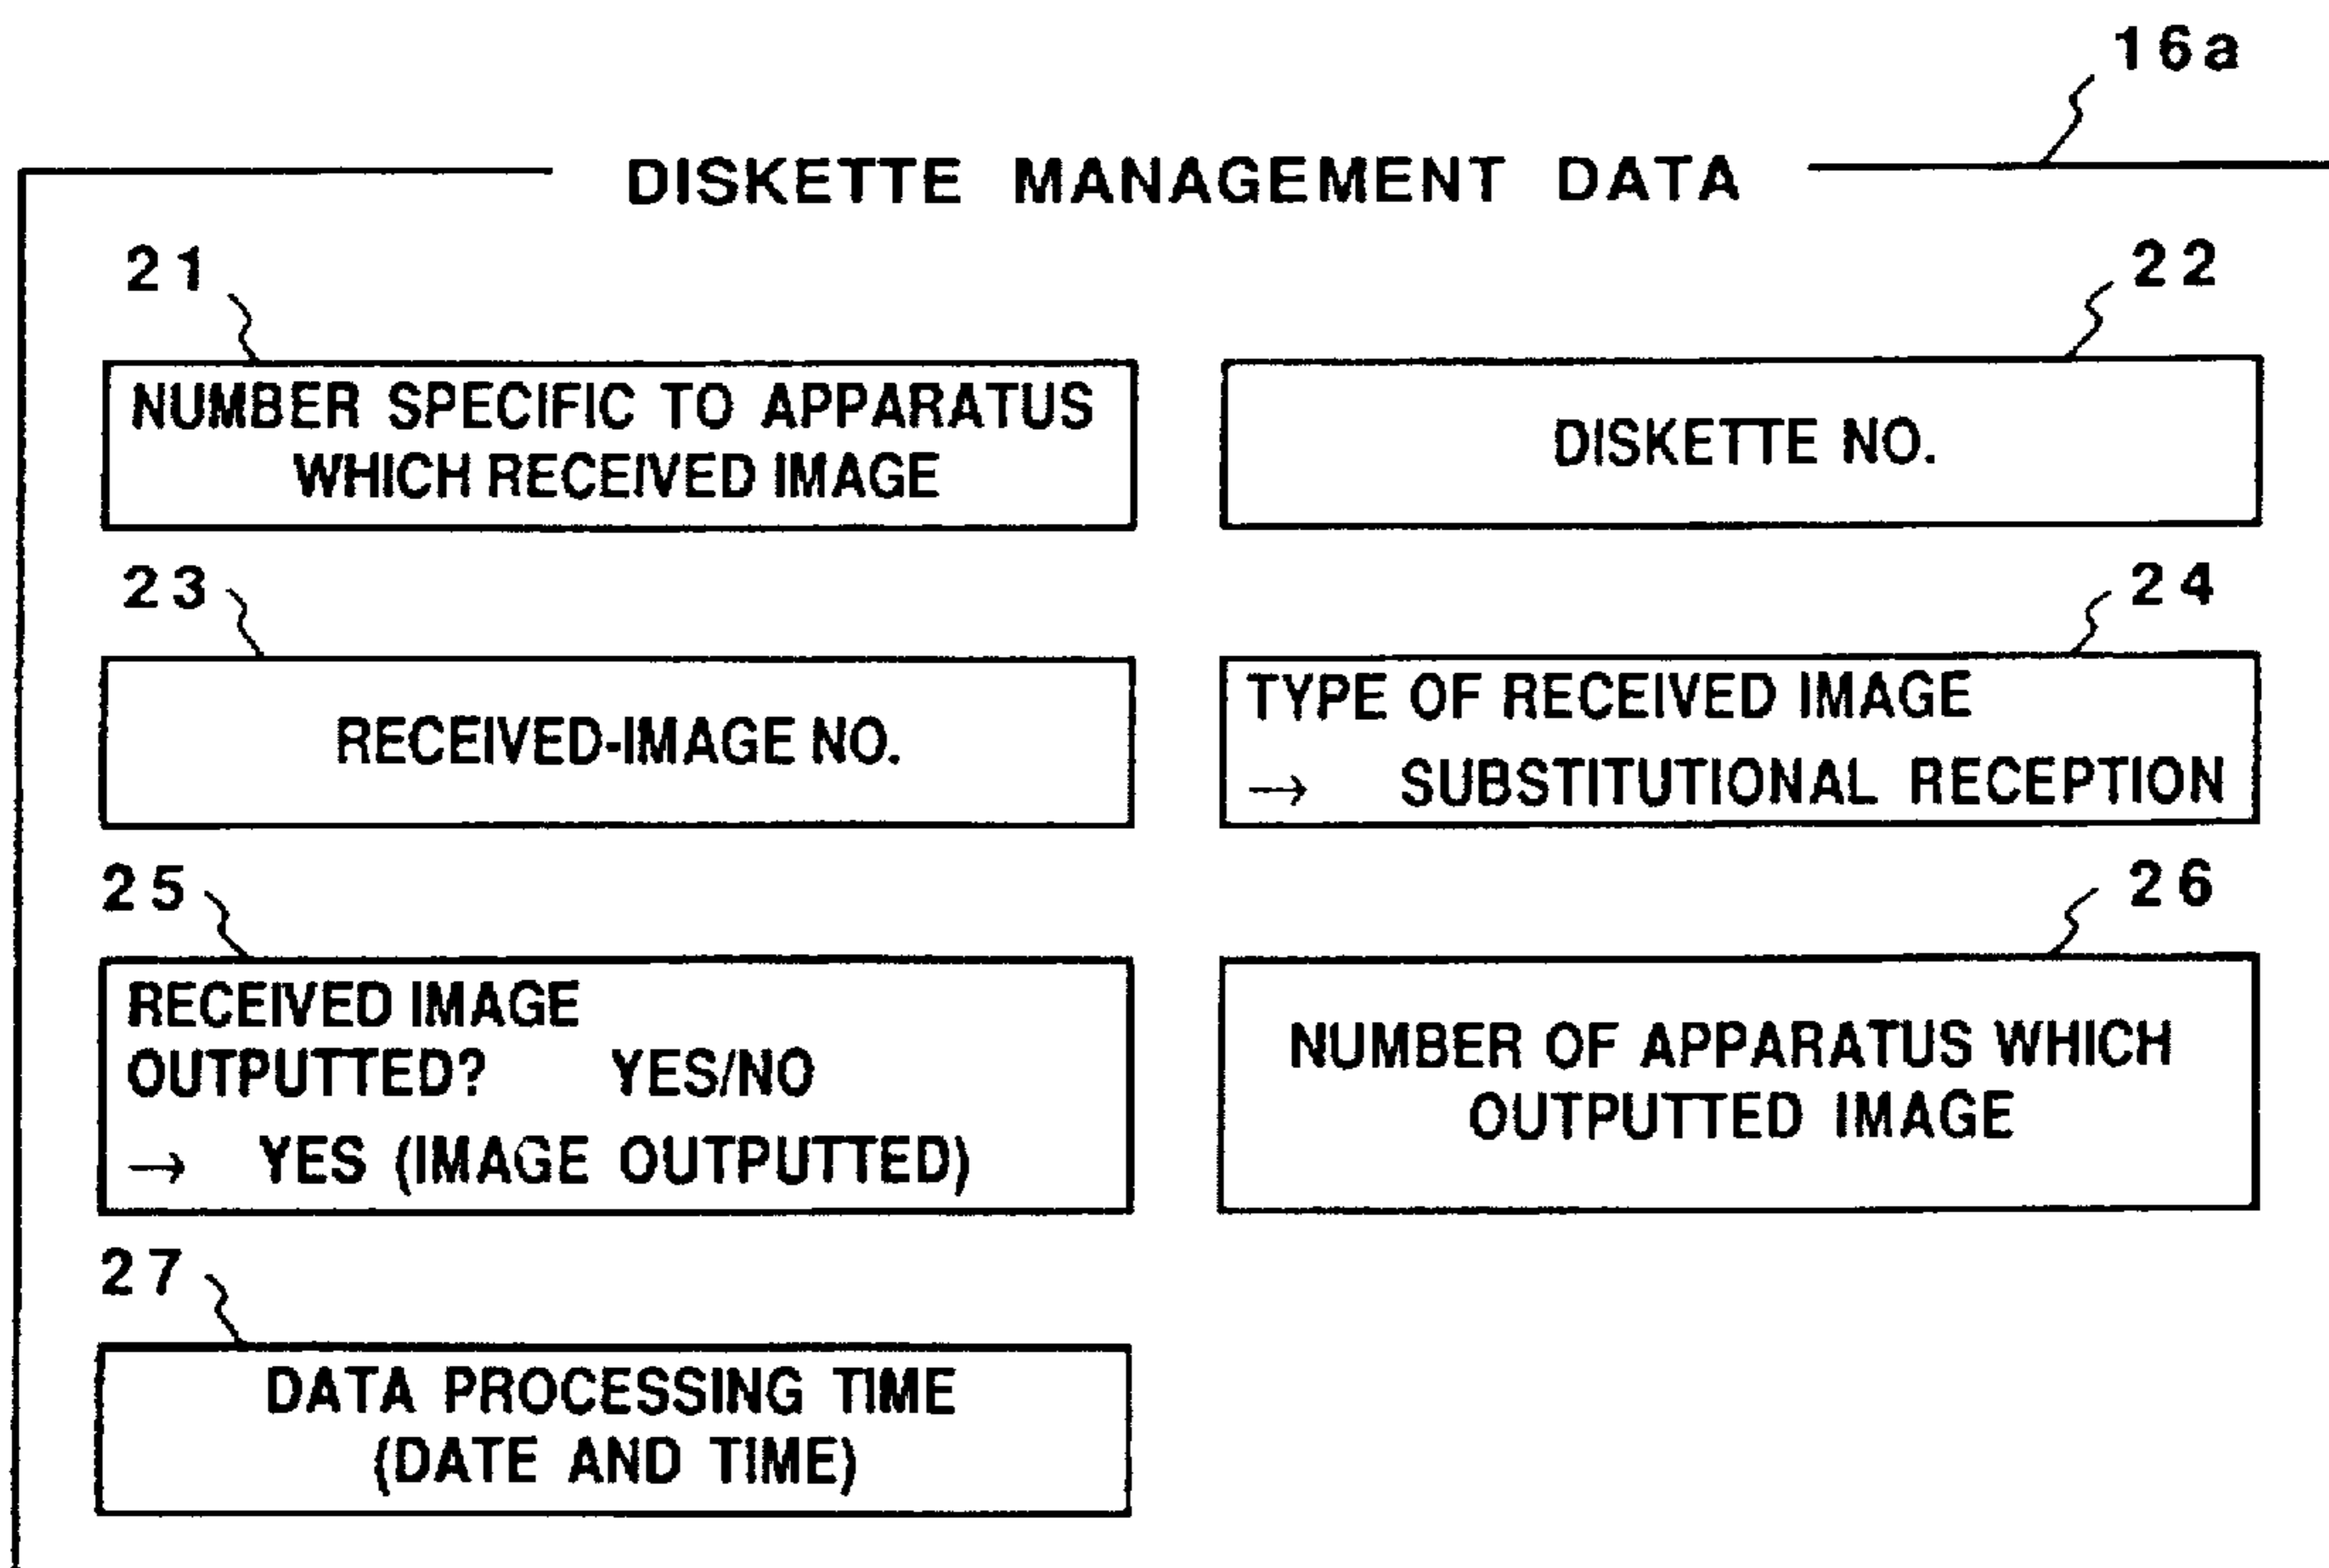 16a
DISKETTE MANAGEMENT DATA
21
22
NUMBER SPECIFIC TO APPARATUS
WHICH RECEIVED IMAGE
DISKETTE NO.
23
24
RECEIVED-IMAGE NO.
TYPE OF RECEIVED IMAGE
→ SUBSTITUTIONAL RECEPTION
25
26
RECEIVED IMAGE
OUTPUTTED? YES/NO
→ YES (IMAGE OUTPUTTED)
NUMBER OF APPARATUS WHICH
OUTPUTTED IMAGE
27
DATA PROCESSING TIME
(DATE AND TIME)